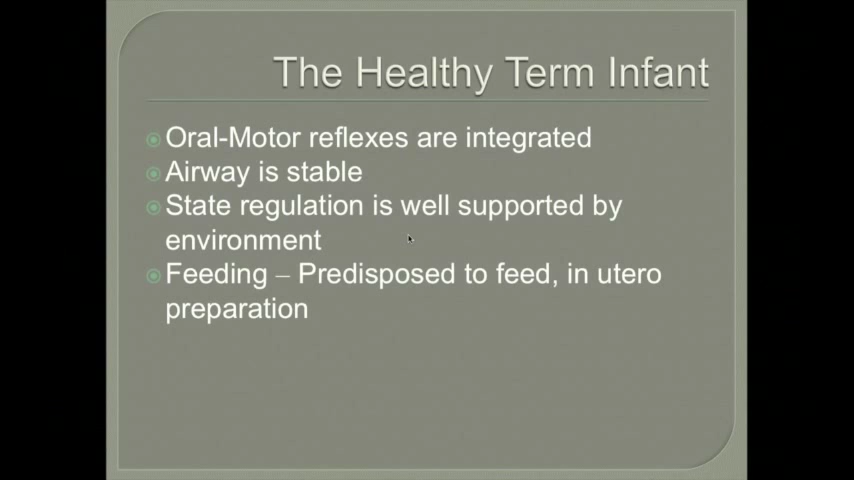 The Healthy Term Infant
Oral-Motor reflexes are integrated
Airway is stable
State regulation is well supported by
environment
Feeding – Predisposed to feed, in utero
preparation